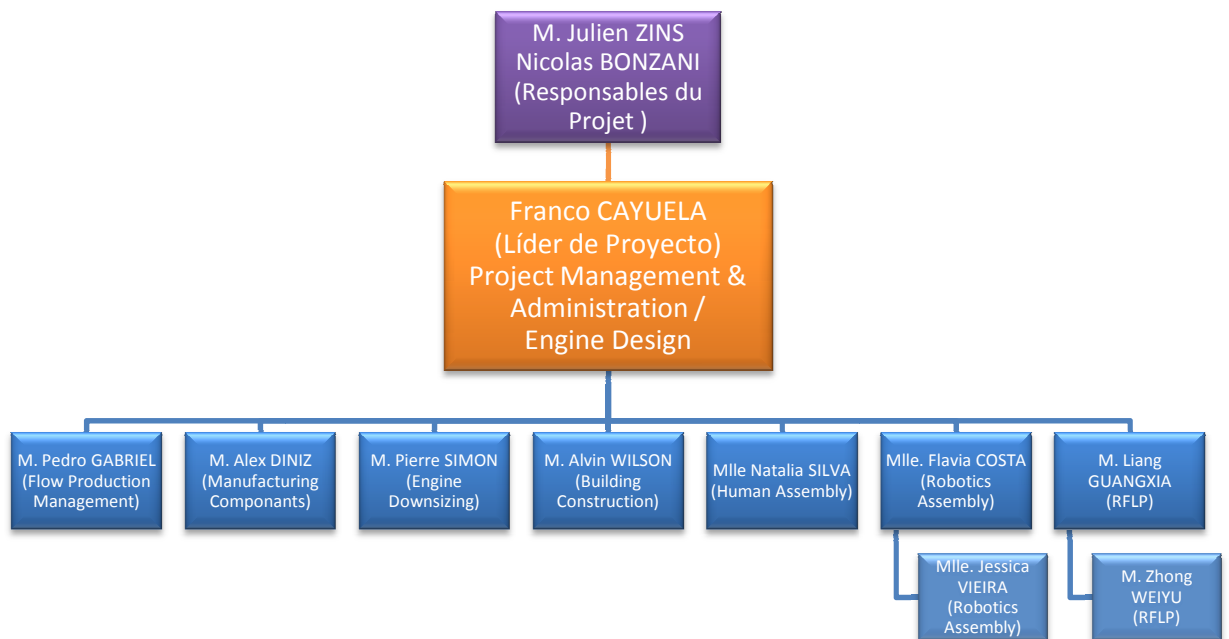 M. Julien ZINS
Nicolas BONZANI
(Responsables du
Projet )
Franco CAYUELA
(Líder de Proyecto)
Project Management &
Administration /
Engine Design
M. Pedro GABRIEL
(Flow Production
Management)
M. Alex DINIZ
(Manufacturing
Componants)
M. Pierre SIMON
(Engine
Downsizing)
M. Alvin WILSON
(Building
Construction)
Mlle Natalia SILVA
(Human Assembly)
Mlle. Flavia COSTA
(Robotics
Assembly)
M. Liang
GUANGXIA
(RFLP)
Mlle. Jessica
VIEIRA
(Robotics
Assembly)
M. Zhong
WEIYU
(RFLP)